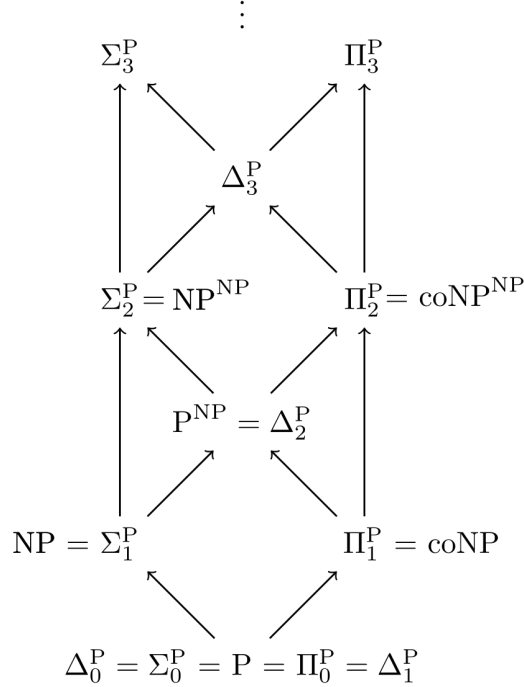 ⋮
Σ₃ᴾ Π₃ᴾ
Δ₃ᴾ
Σ₂ᴾ = NPᴺᴾ Π₂ᴾ = coNPᴺᴾ
Pᴺᴾ = Δ₂ᴾ
NP = Σ₁ᴾ Π₁ᴾ = coNP
Δ₀ᴾ = Σ₀ᴾ = P = Π₀ᴾ = Δ₁ᴾ